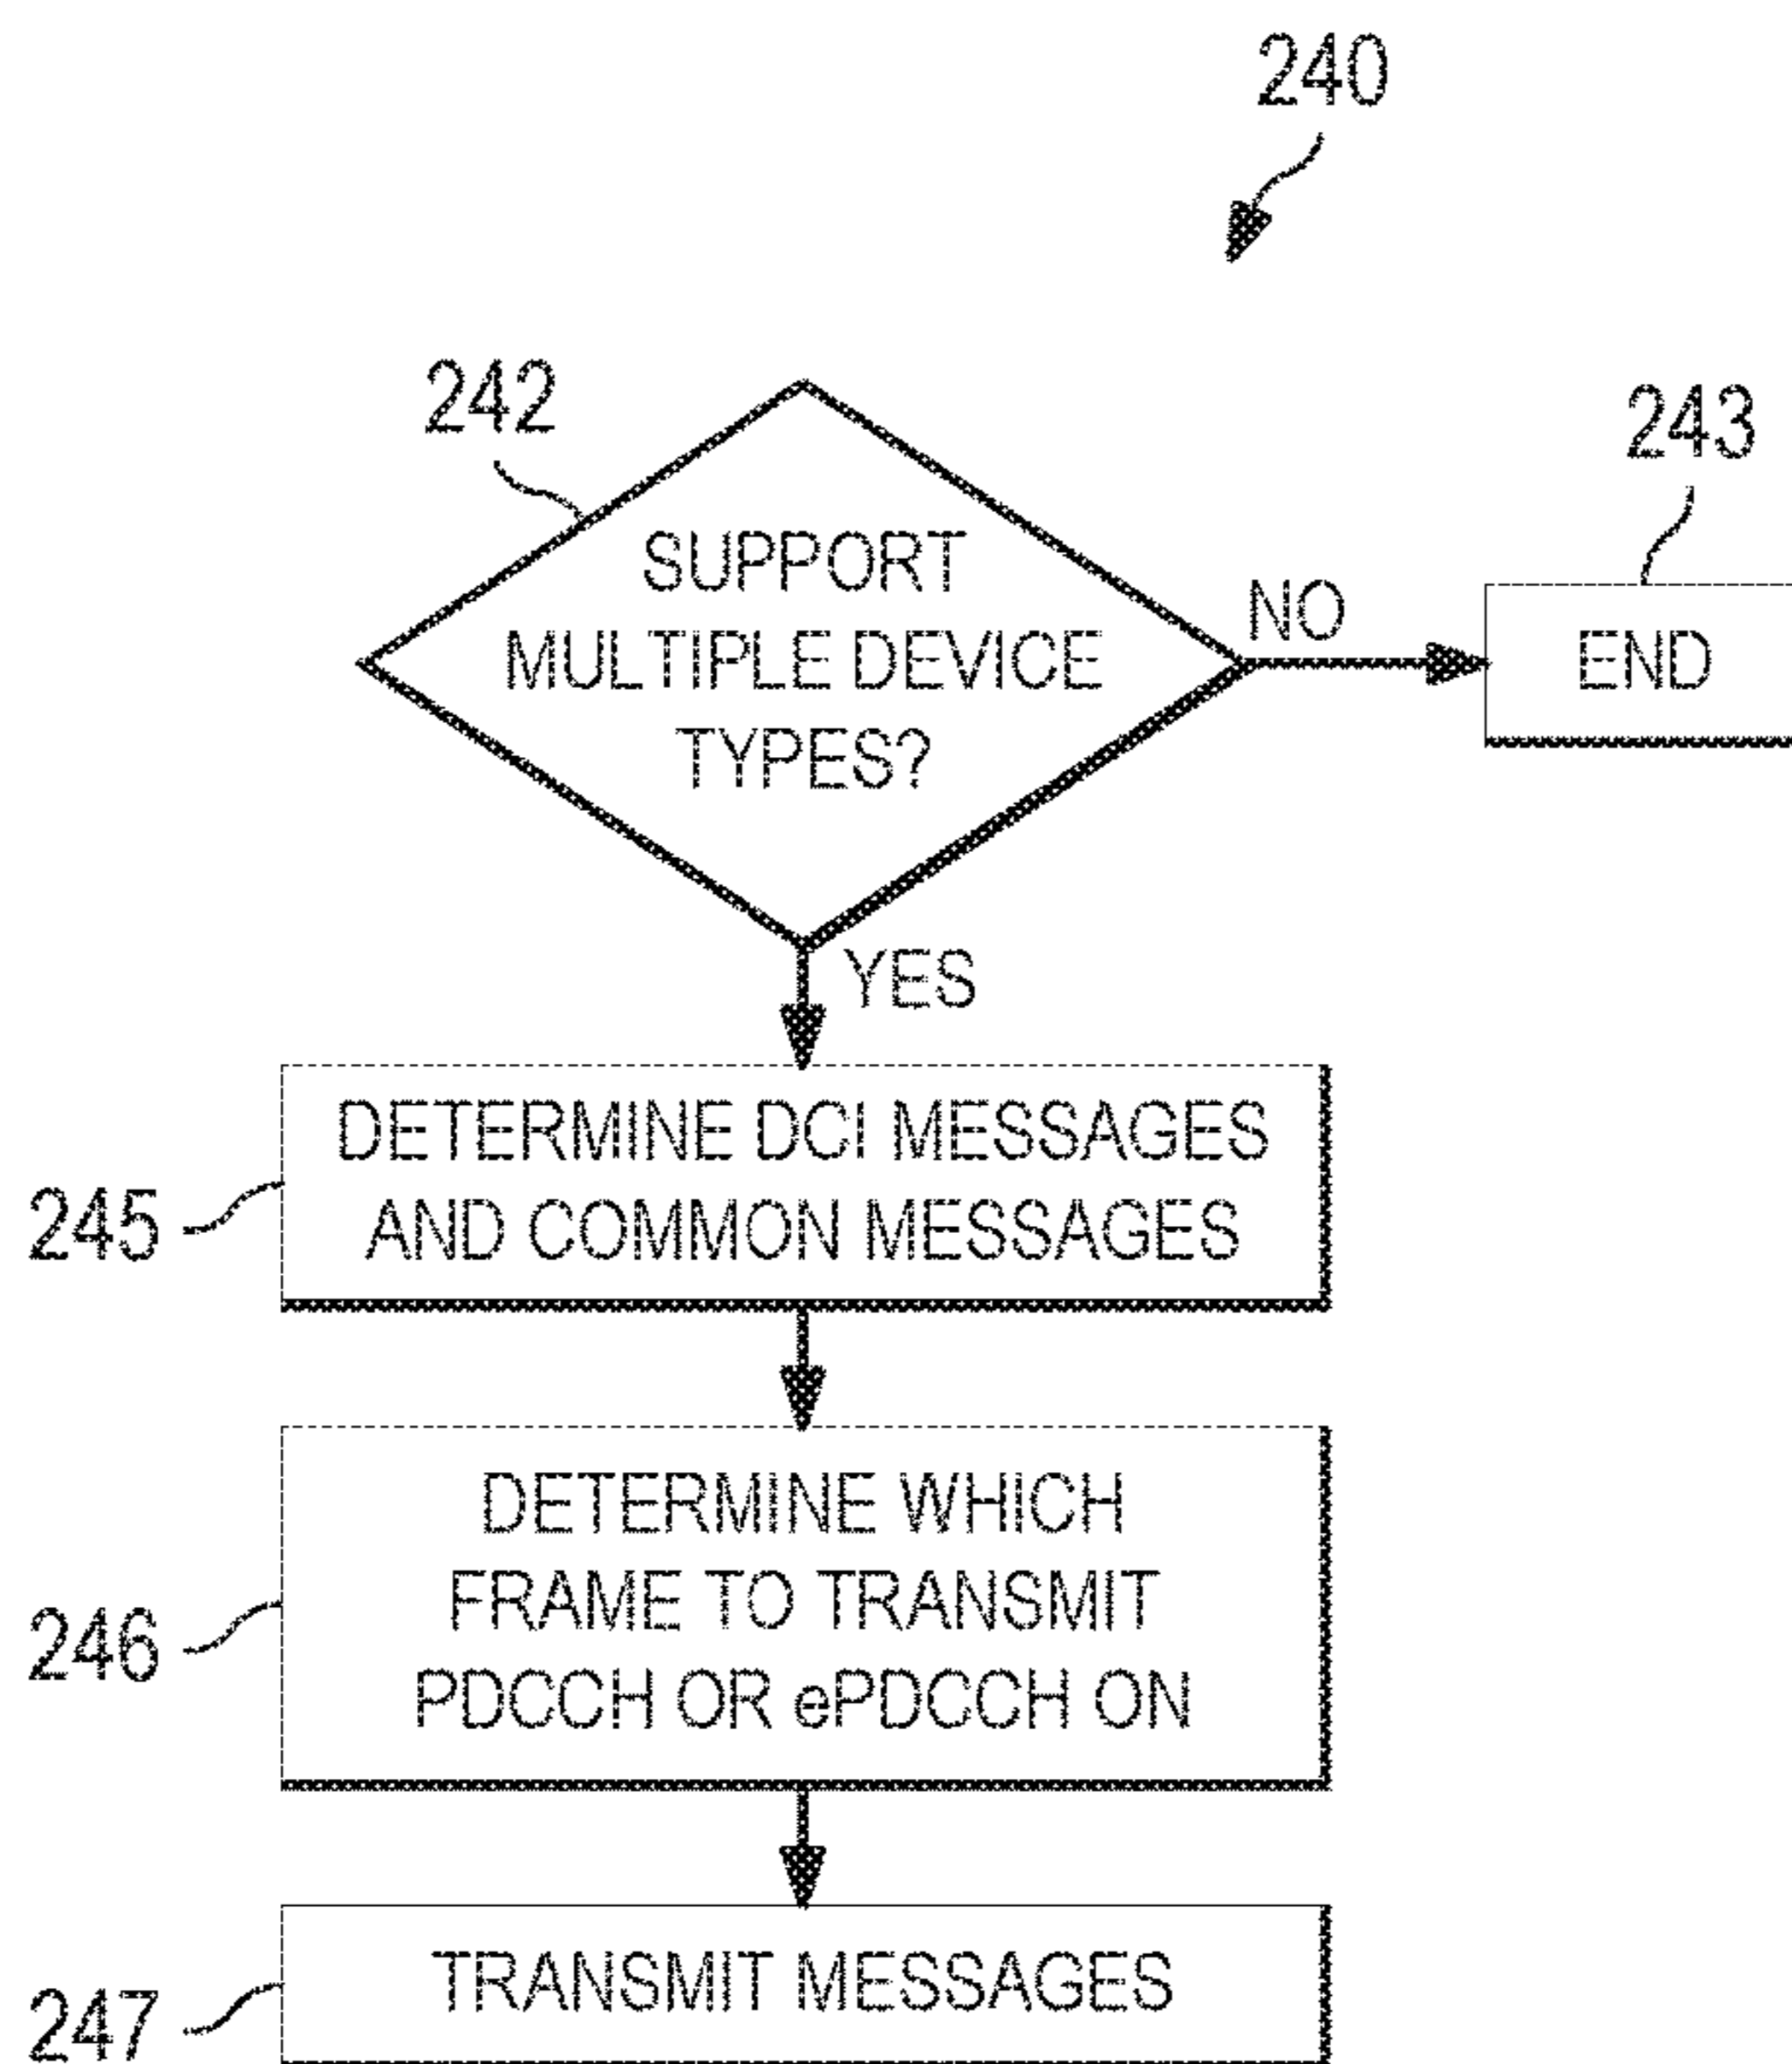 240
242
243
SUPPORT
MULTIPLE DEVICE
TYPES?
NO
END
YES
DETERMINE DCI MESSAGES
AND COMMON MESSAGES
245
DETERMINE WHICH
FRAME TO TRANSMIT
PDCCH OR ePDCCH ON
246
TRANSMIT MESSAGES
247